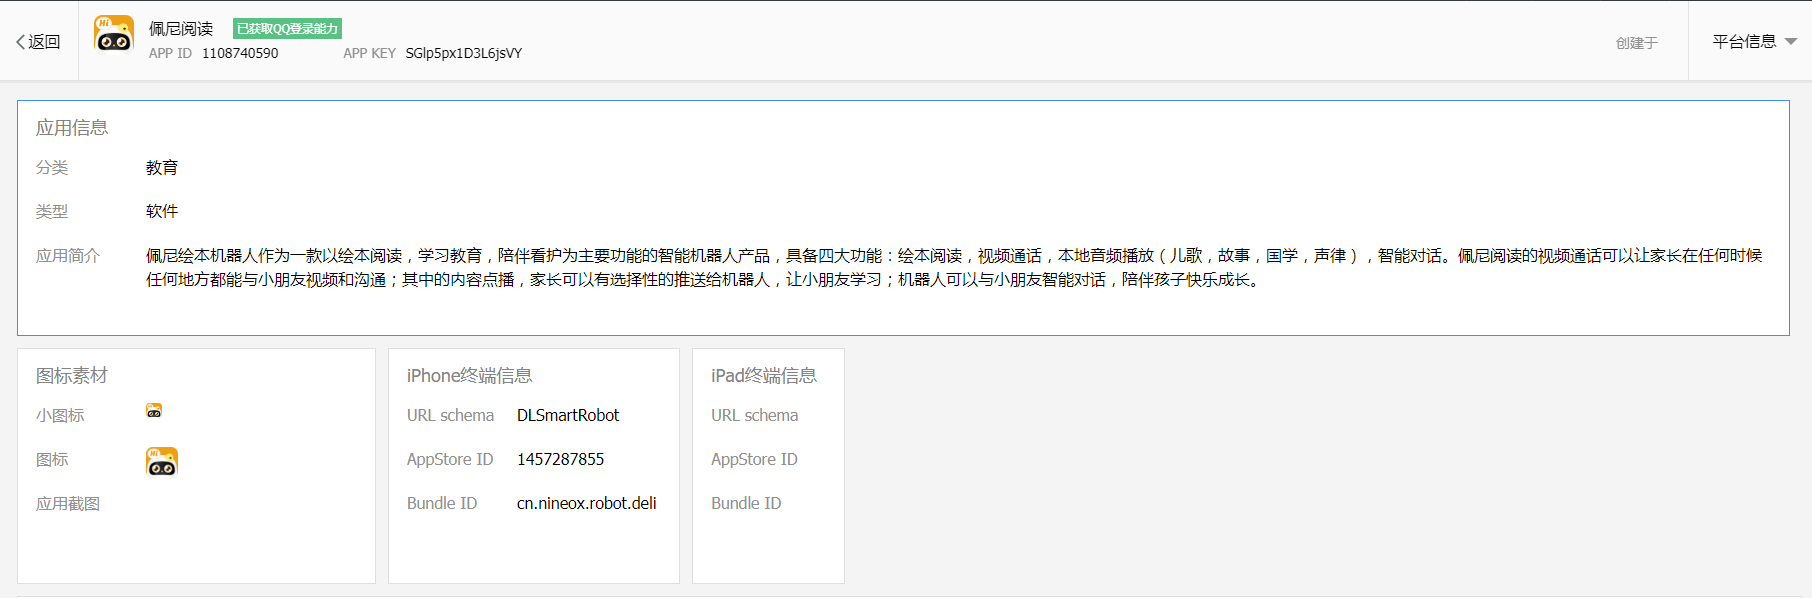 返回
佩尼阅读 已获取QQ登录能力
APP ID 1108740590 APP KEY SGlp5px1D3L6jsVY
创建于
平台信息
应用信息
分类 教育
类型 软件
应用简介 佩尼绘本机器人作为一款以绘本阅读，学习教育，陪伴看护为主要功能的智能机器人产品，具备四大功能：绘本阅读，视频通话，本地音频播放（儿歌，故事，国学，声律），智能对话。佩尼阅读的视频通话可以让家长在任何时候
任何地方都能与小朋友视频和沟通；其中的内容点播，家长可以有选择性的推送给机器人，让小朋友学习；机器人可以与小朋友智能对话，陪伴孩子快乐成长。
图标素材
小图标
图标
应用截图
iPhone终端信息
URL schema DLSmartRobot
AppStore ID 1457287855
Bundle ID cn.nineox.robot.deli
iPad终端信息
URL schema
AppStore ID
Bundle ID